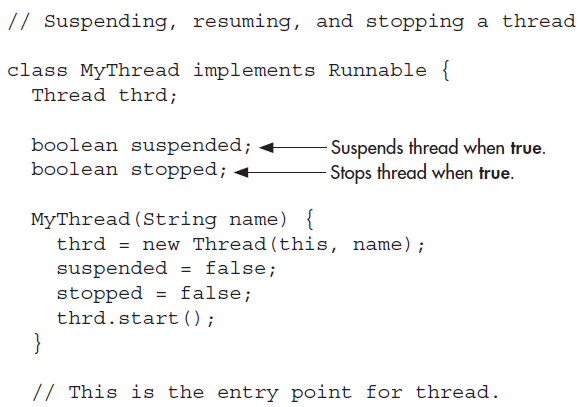 // Suspending, resuming, and stopping a thread
class MyThread implements Runnable {
Thread thrd;
boolean suspended; Suspends thread when true.
boolean stopped; Stops thread when true.
MyThread(String name) {
thrd = new Thread(this, name);
suspended = false;
stopped = false;
thrd.start();
}
// This is the entry point for thread.